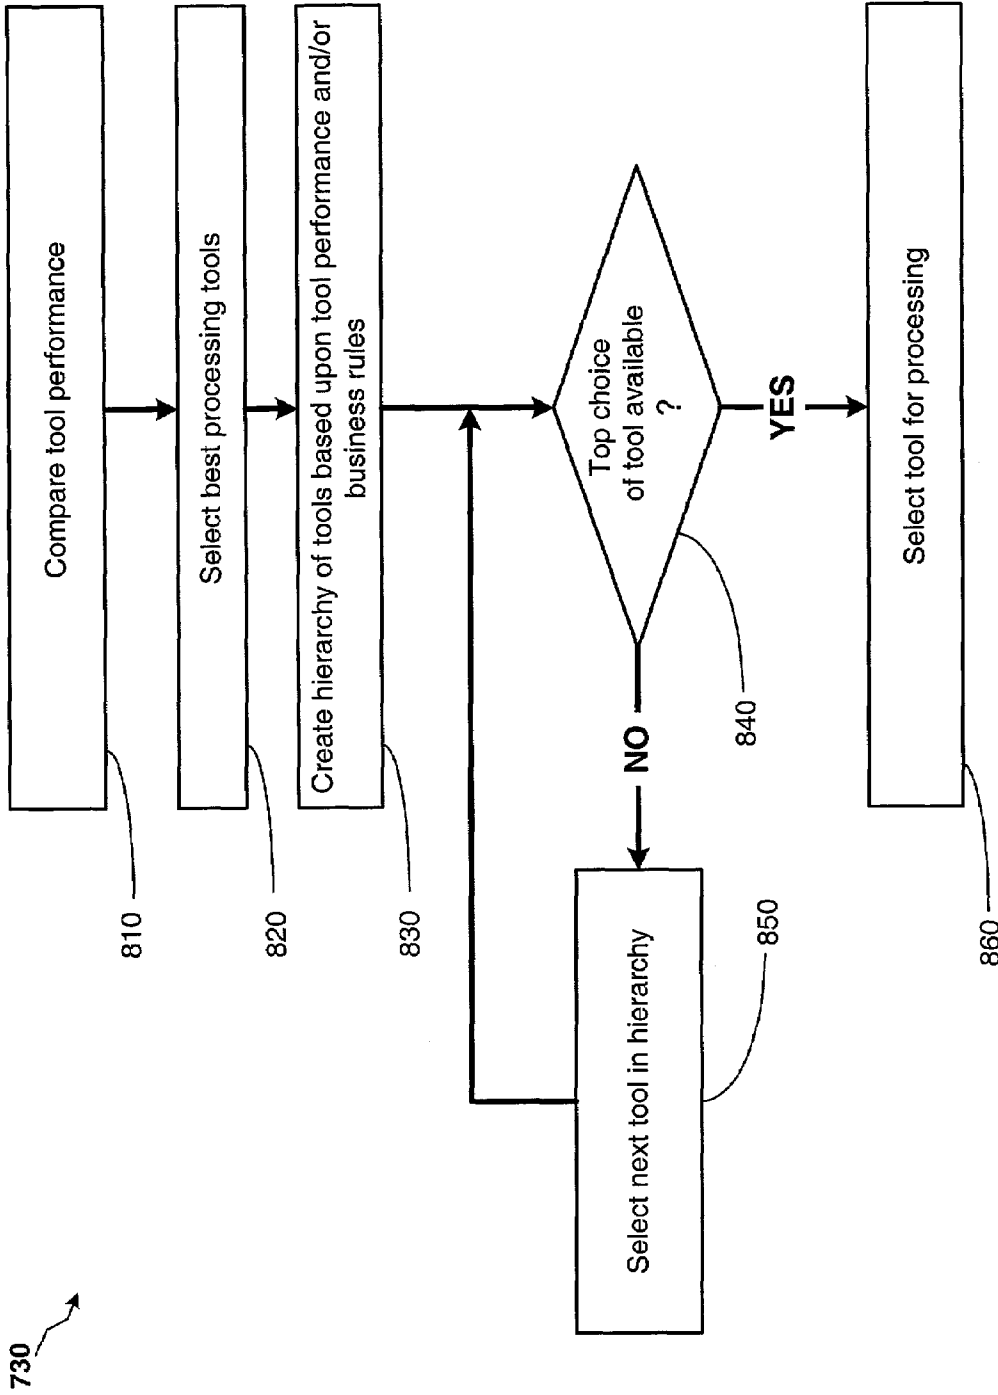 730
Compare tool performance
810
Select best processing tools
820
Create hierarchy of tools based upon tool performance and/or
business rules
830
Top choice
of tool available
?
840
NO
Select next tool in hierarchy
850
YES
Select tool for processing
860